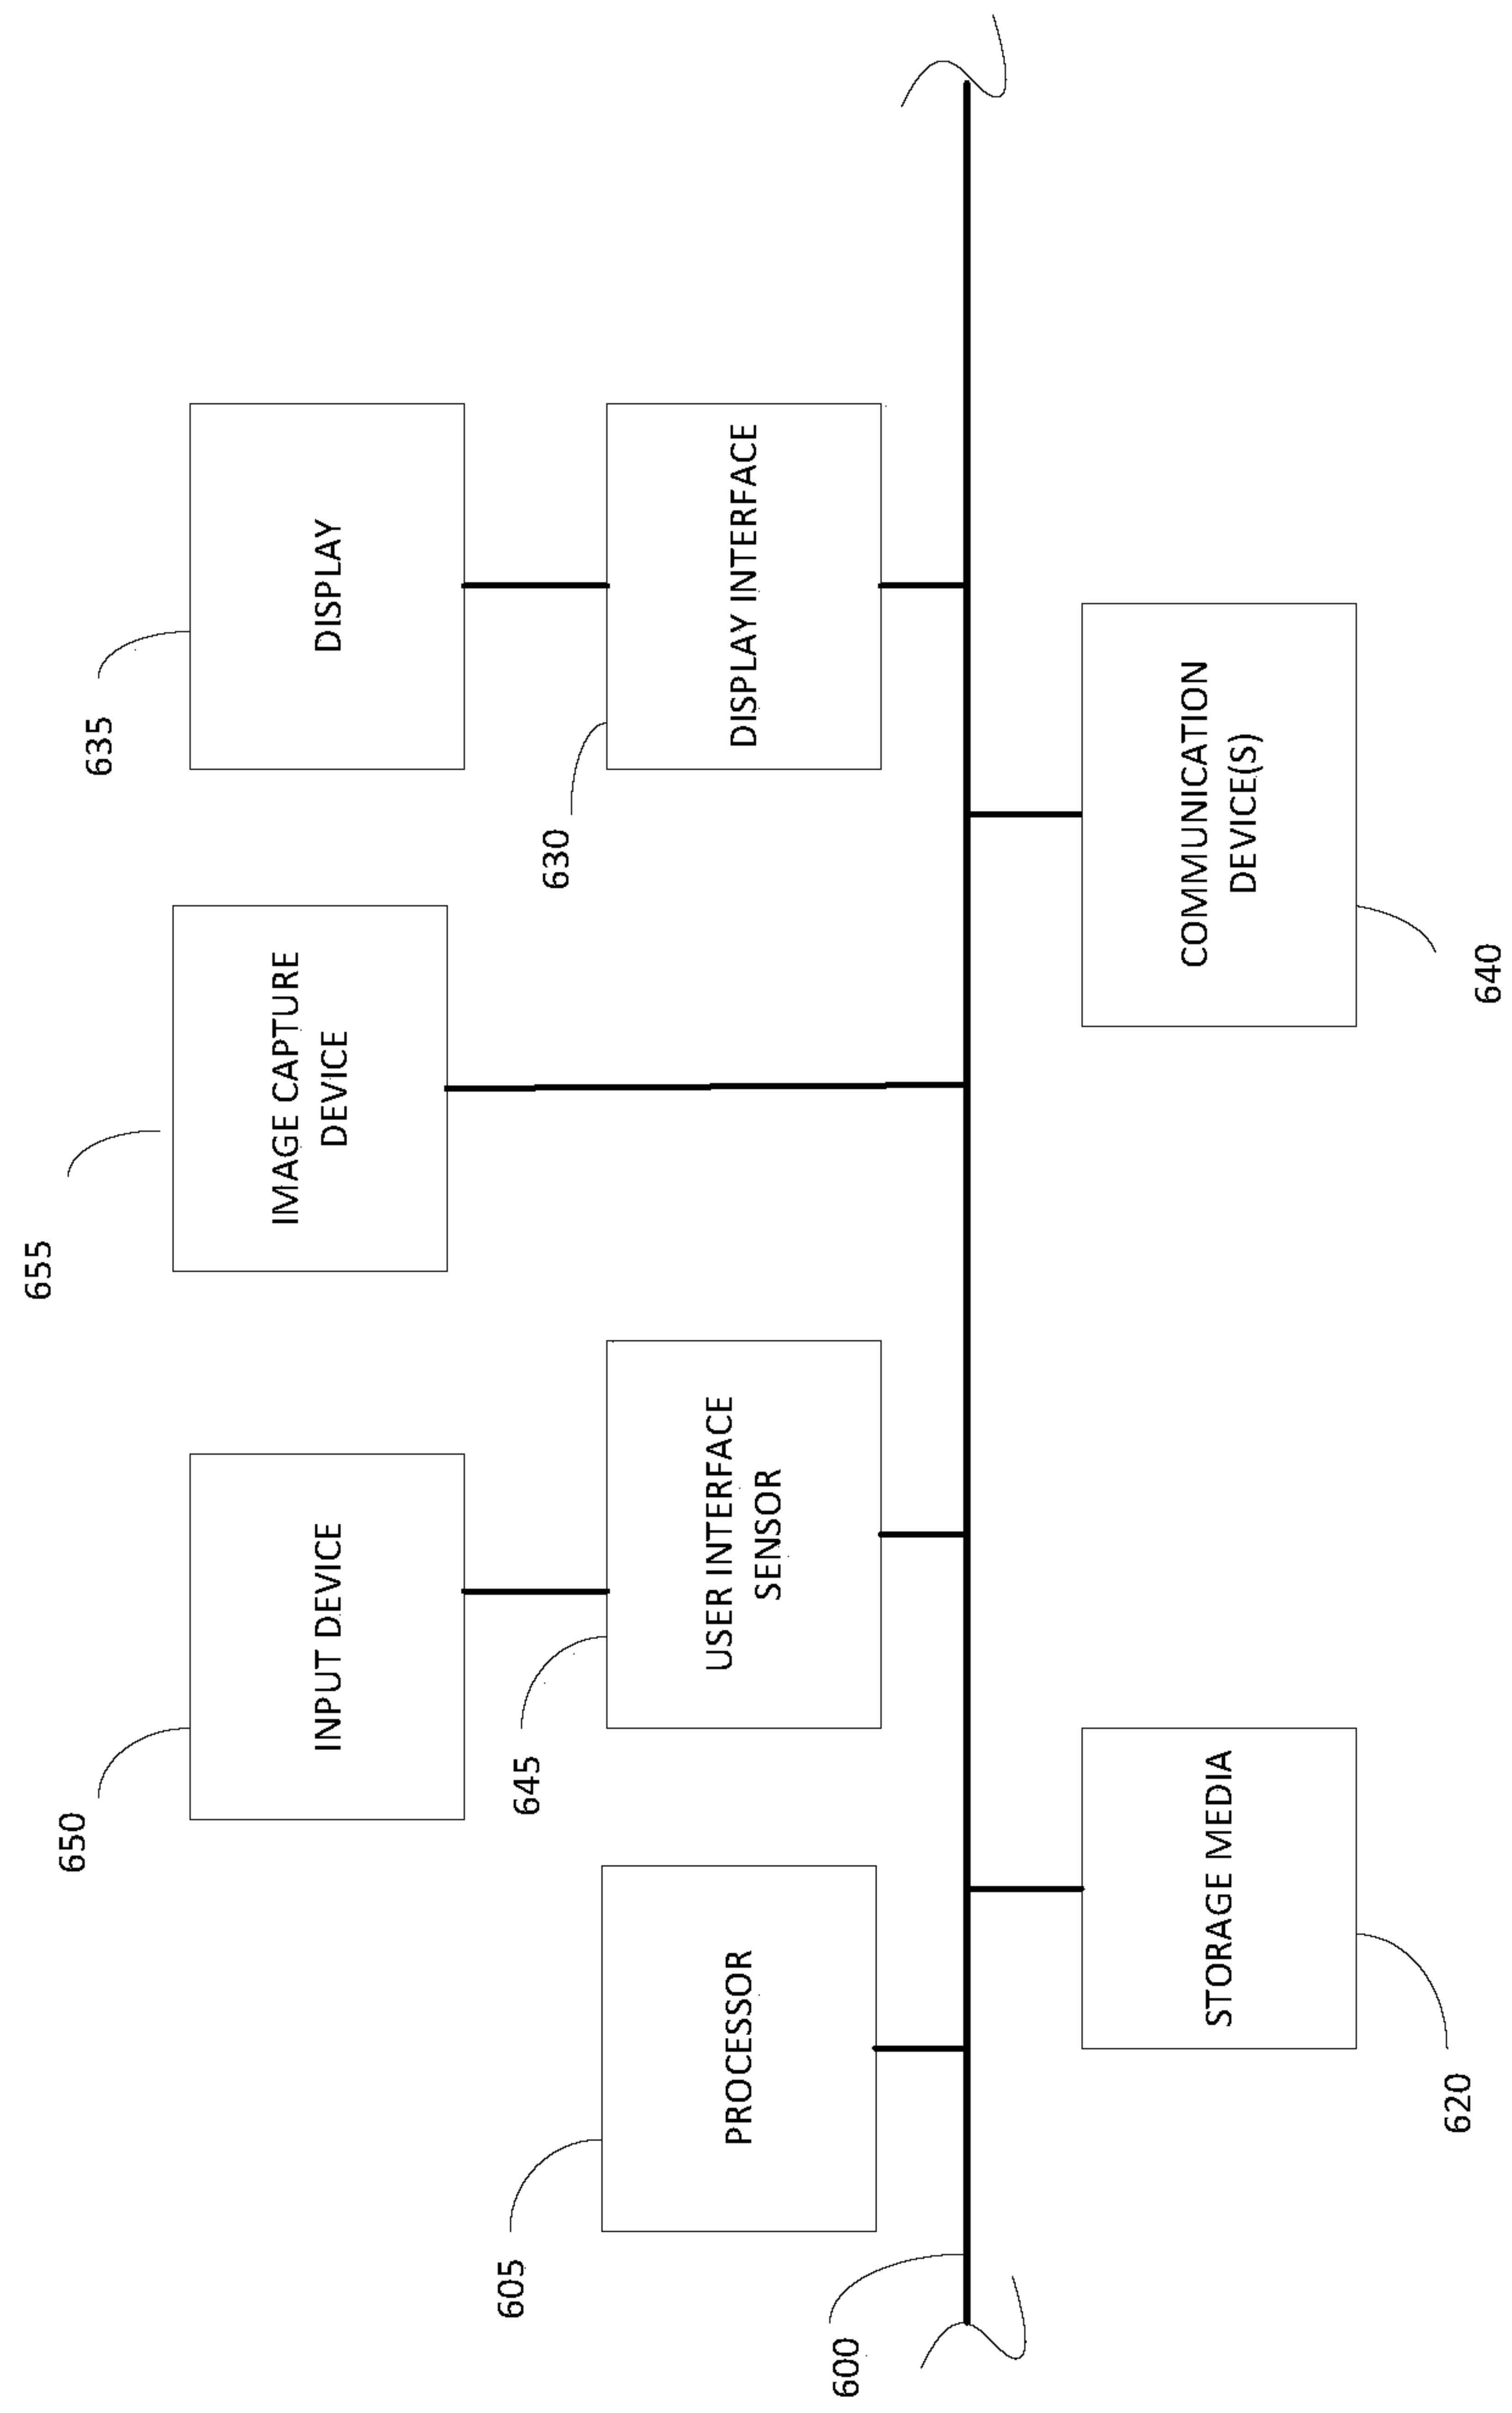 650
INPUT DEVICE
655
IMAGE CAPTURE
DEVICE
635
DISPLAY
605
PROCESSOR
645
USER INTERFACE
SENSOR
630
DISPLAY INTERFACE
600
STORAGE MEDIA
620
COMMUNICATION
DEVICE(S)
640